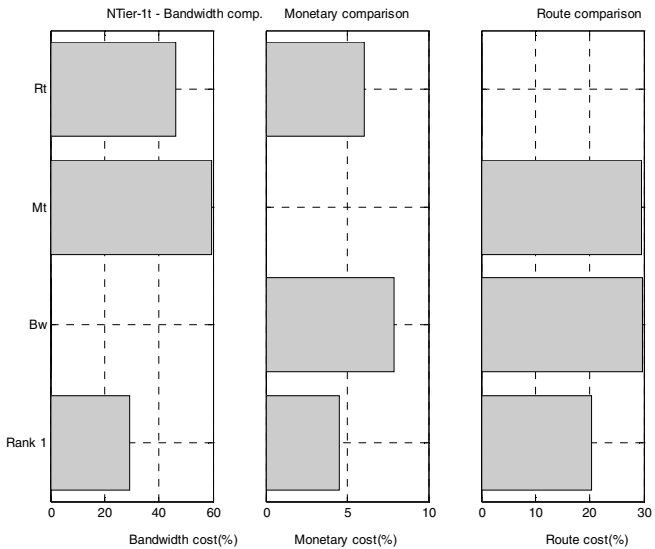 NTier-1t - Bandwidth comp.
Monetary comparison
Route comparison
Rt
Mt
Bw
Rank 1
0 20 40 60
0 5 10
0 10 20 30
Bandwidth cost(%)
Monetary cost(%)
Route cost(%)